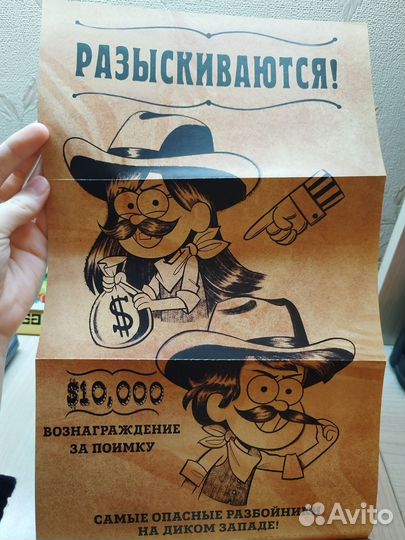 РАЗЫСКИВАЮТСЯ!
$
$10,000
ВОЗНАГРАЖДЕНИЕ
ЗА ПОИМКУ
САМЫЕ ОПАСНЫЕ РАЗБОЙНИКИ
НА ДИКОМ ЗАПАДЕ!
Avito